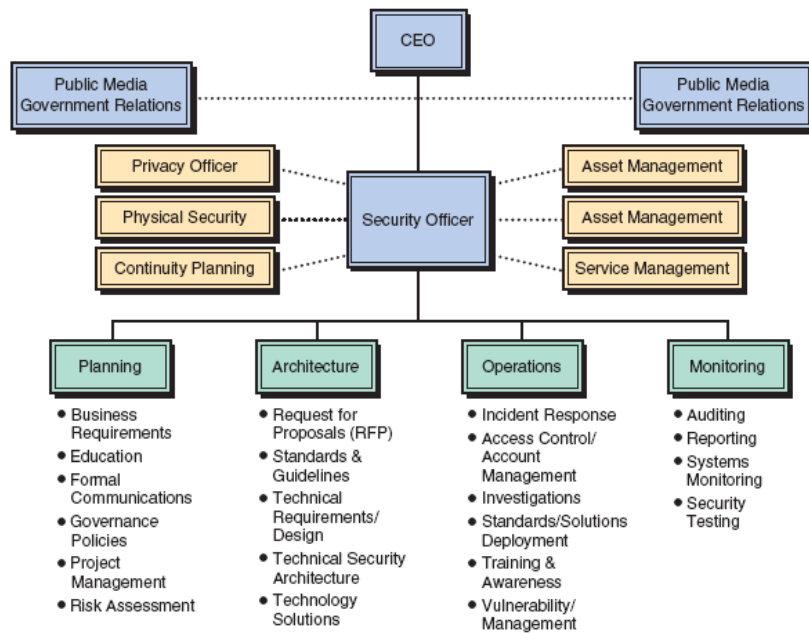 CEO
Public Media
Government Relations
Public Media
Government Relations
Privacy Officer
Asset Management
Physical Security
Security Officer
Asset Management
Continuity Planning
Service Management
Planning
Architecture
Operations
Monitoring
• Business
Requirements
• Education
• Formal
Communications
• Governance
Policies
• Project
Management
• Risk Assessment
• Request for
Proposals (RFP)
• Standards &
Guidelines
• Technical
Requirements/
Design
• Technical Security
Architecture
• Technology
Solutions
• Incident Response
• Access Control/
Account
Management
• Investigations
• Standards/Solutions
Deployment
• Training &
Awareness
• Vulnerability/
Management
• Auditing
• Reporting
• Systems
Monitoring
• Security
Testing